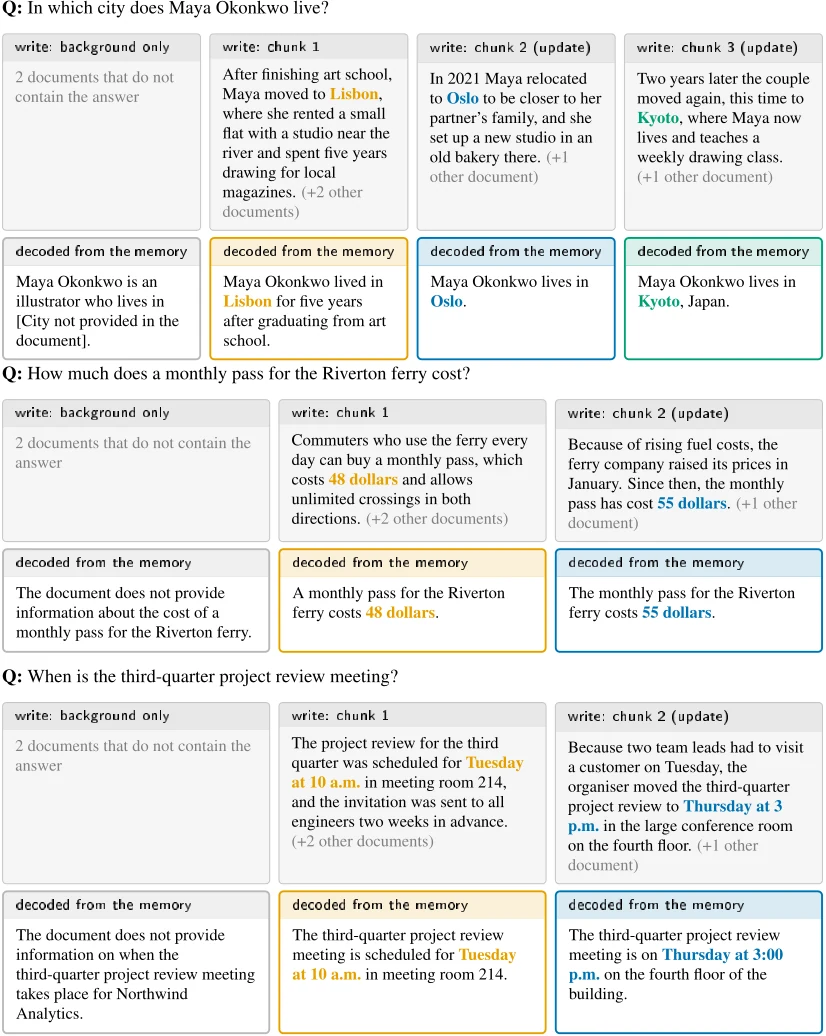 Q: In which city does Maya Okonkwo live?
write: background only
2 documents that do not
contain the answer
write: chunk 1
After finishing art school,
Maya moved to Lisbon,
where she rented a small
flat with a studio near the
river and spent five years
drawing for local
magazines. (+2 other
documents)
write: chunk 2 (update)
In 2021 Maya relocated
to Oslo to be closer to her
partner's family, and she
set up a new studio in an
old bakery there. (+1
other document)
write: chunk 3 (update)
Two years later the couple
moved again, this time to
Kyoto, where Maya now
lives and teaches a
weekly drawing class.
(+1 other document)
decoded from the memory
Maya Okonkwo is an
illustrator who lives in
[City not provided in the
document].
decoded from the memory
Maya Okonkwo lived in
Lisbon for five years
after graduating from art
school.
decoded from the memory
Maya Okonkwo lives in
Oslo.
decoded from the memory
Maya Okonkwo lives in
Kyoto, Japan.
Q: How much does a monthly pass for the Riverton ferry cost?
write: background only
2 documents that do not contain the
answer
write: chunk 1
Commuters who use the ferry every
day can buy a monthly pass, which
costs 48 dollars and allows
unlimited crossings in both
directions. (+2 other documents)
write: chunk 2 (update)
Because of rising fuel costs, the
ferry company raised its prices in
January. Since then, the monthly
pass has cost 55 dollars. (+1 other
document)
decoded from the memory
The document does not provide
information about the cost of a
monthly pass for the Riverton ferry.
decoded from the memory
A monthly pass for the Riverton
ferry costs 48 dollars.
decoded from the memory
The monthly pass for the Riverton
ferry costs 55 dollars.
Q: When is the third-quarter project review meeting?
write: background only
2 documents that do not contain the
answer
write: chunk 1
The project review for the third
quarter was scheduled for Tuesday
at 10 a.m. in meeting room 214,
and the invitation was sent to all
engineers two weeks in advance.
(+2 other documents)
write: chunk 2 (update)
Because two team leads had to visit
a customer on Tuesday, the
organiser moved the third-quarter
project review to Thursday at 3
p.m. in the large conference room
on the fourth floor. (+1 other
document)
decoded from the memory
The document does not provide
information on when the
third-quarter project review meeting
takes place for Northwind
Analytics.
decoded from the memory
The third-quarter project review
meeting is scheduled for Tuesday
at 10 a.m. in meeting room 214.
decoded from the memory
The third-quarter project review
meeting is on Thursday at 3:00
p.m. on the fourth floor of the
building.